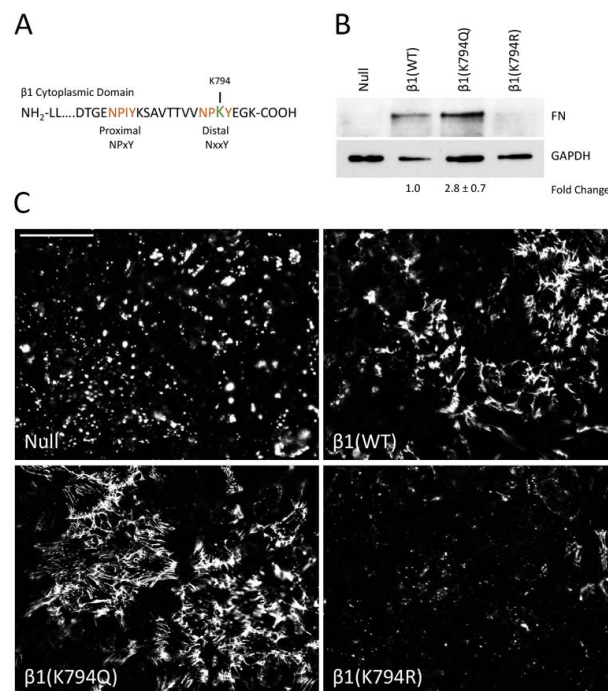 A
K794
β1 Cytoplasmic Domain
NH2-LL....DTGENPIYKSAVTTVVNPKYEGK-COOH
Proximal Distal
NPxY NxxY
B
Null β1(WT) β1(K794Q) β1(K794R)
FN
GAPDH
1.0 2.8 ± 0.7 Fold Change
C
Null
β1(WT)
β1(K794Q)
β1(K794R)